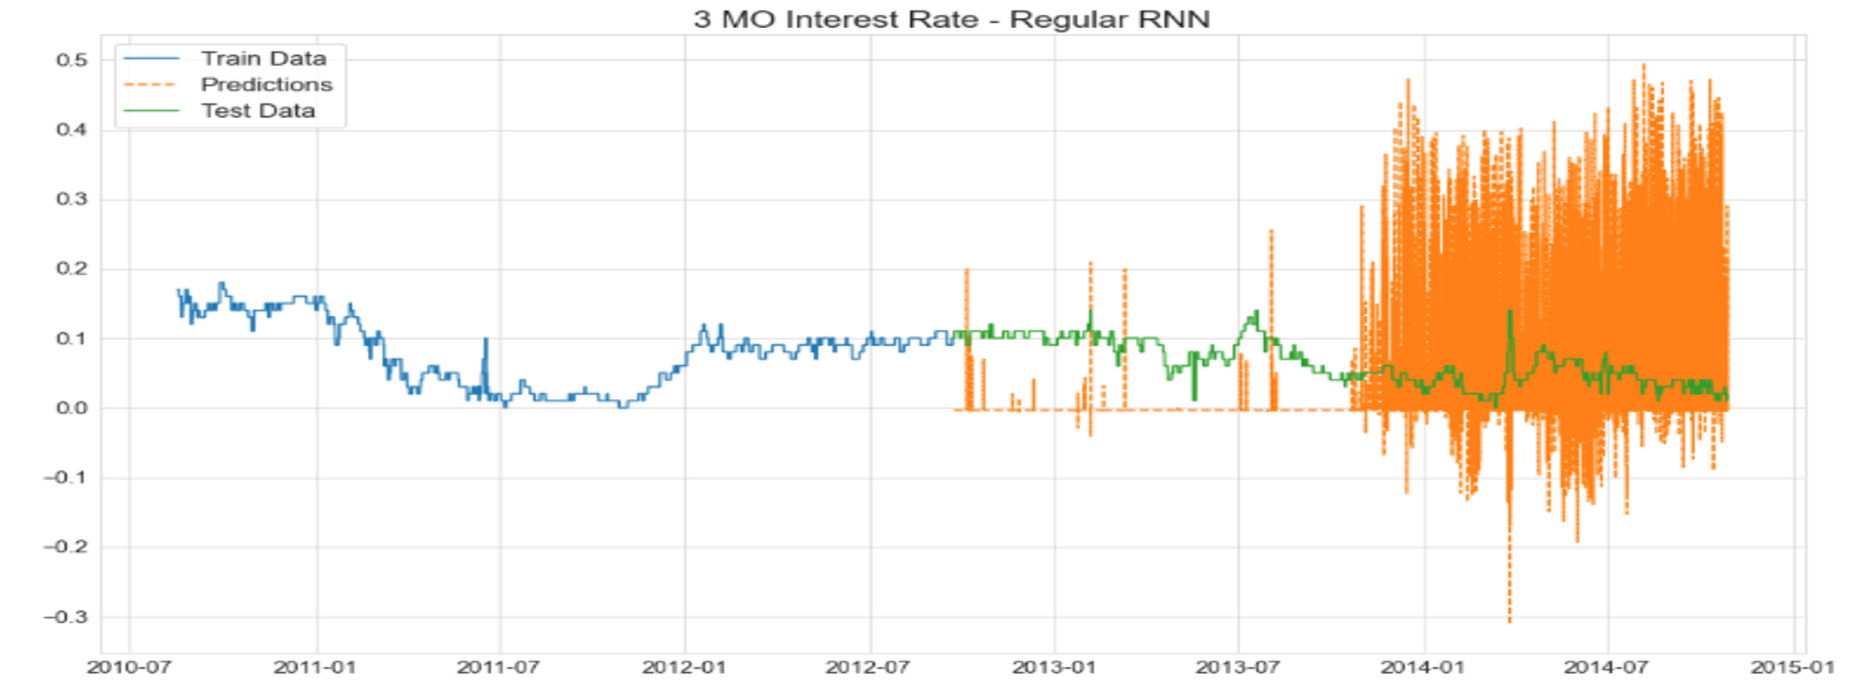 3 MO Interest Rate - Regular RNN
Train Data
Predictions
Test Data
0.5
0.4
0.3
0.2
0.1
0.0
−0.1
−0.2
−0.3
2010-07 2011-01 2011-07 2012-01 2012-07 2013-01 2013-07 2014-01 2014-07 2015-01